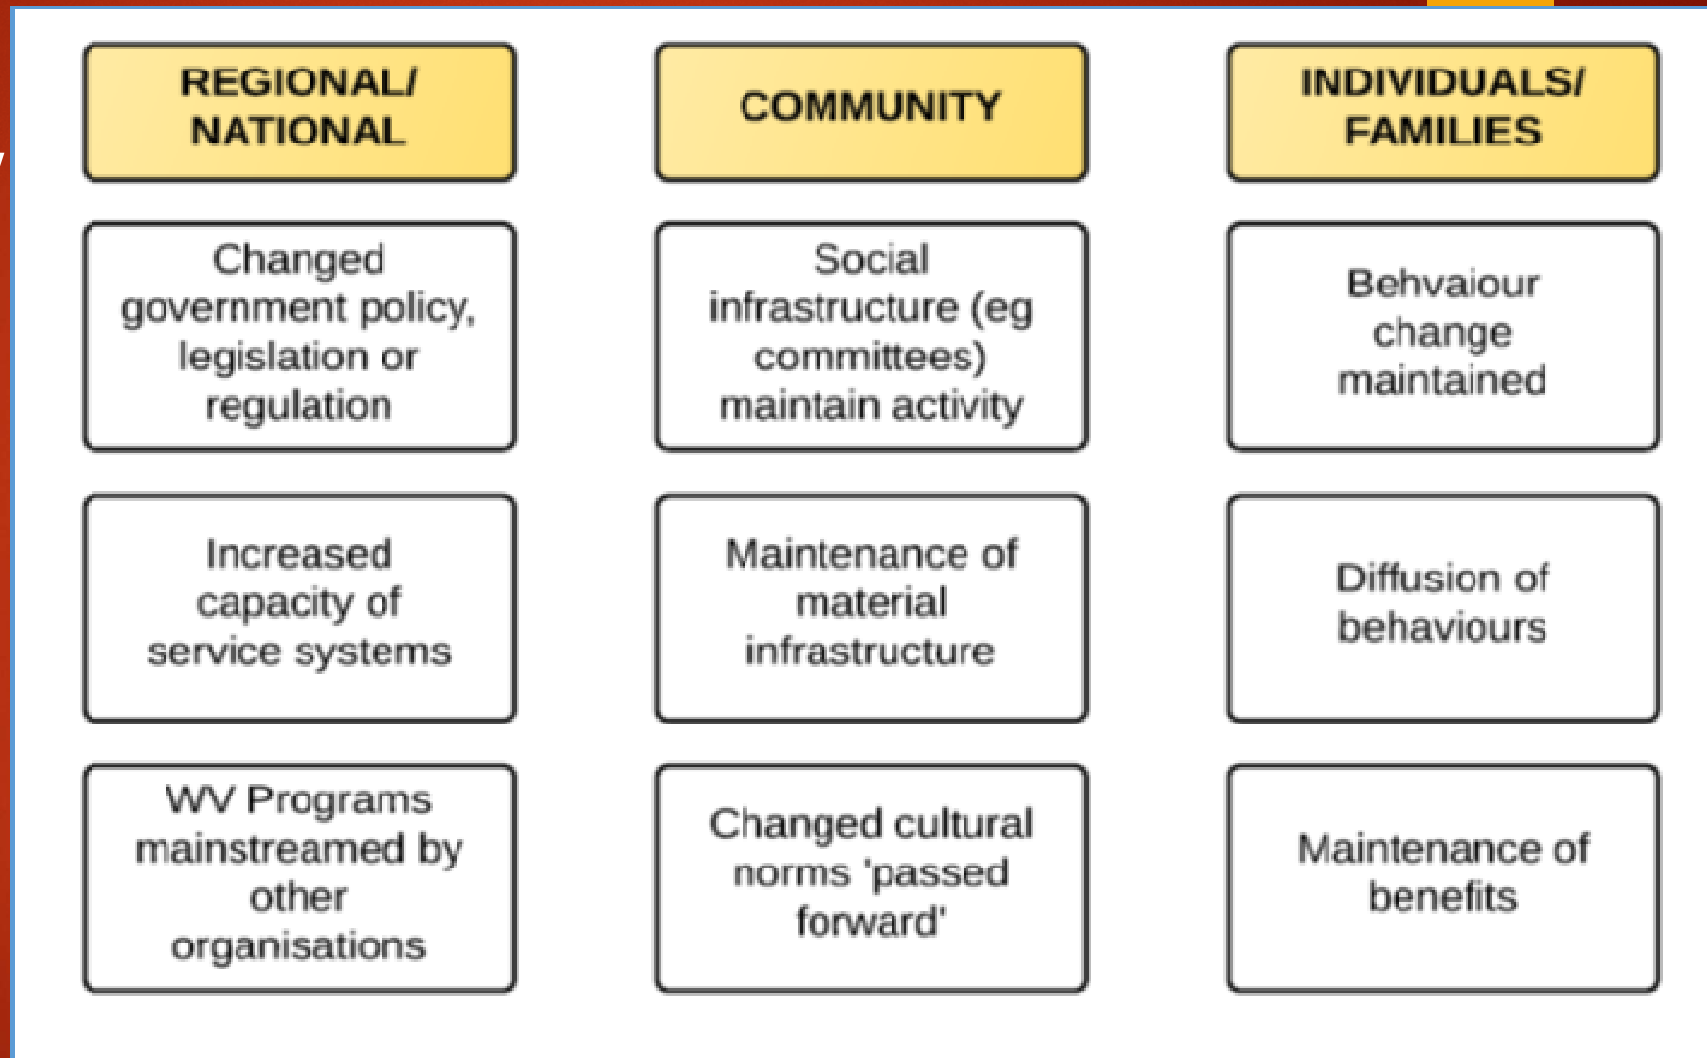 REGIONAL/
NATIONAL
Changed
government policy,
legislation or
regulation
Increased
capacity of
service systems
WV Programs
mainstreamed by
other
organisations
COMMUNITY
Social
infrastructure (eg
committees)
maintain activity
Maintenance of
material
infrastructure
Changed cultural
norms 'passed
forward'
INDIVIDUALS/
FAMILIES
Behvaiour
change
maintained
Diffusion of
behaviours
Maintenance of
benefits